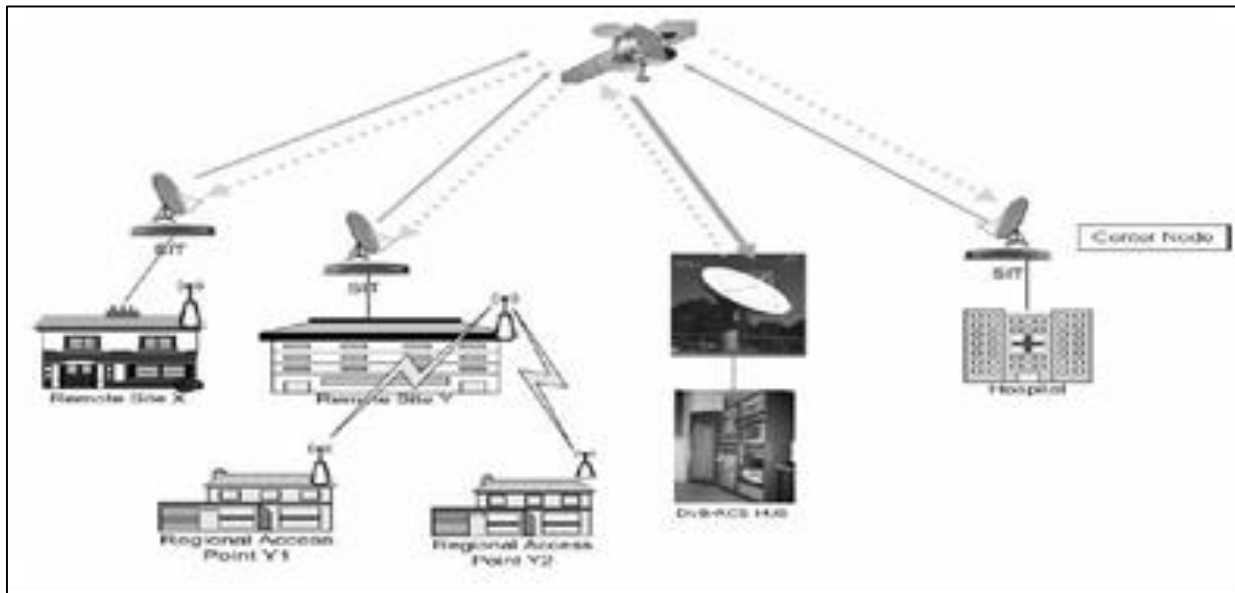 SIT
SIT
SIT
Center Node
Remote Site X
Remote Site Y
Hospital
Regional Access
Point Y1
Regional Access
Point Y2
DVB-RCS HUB